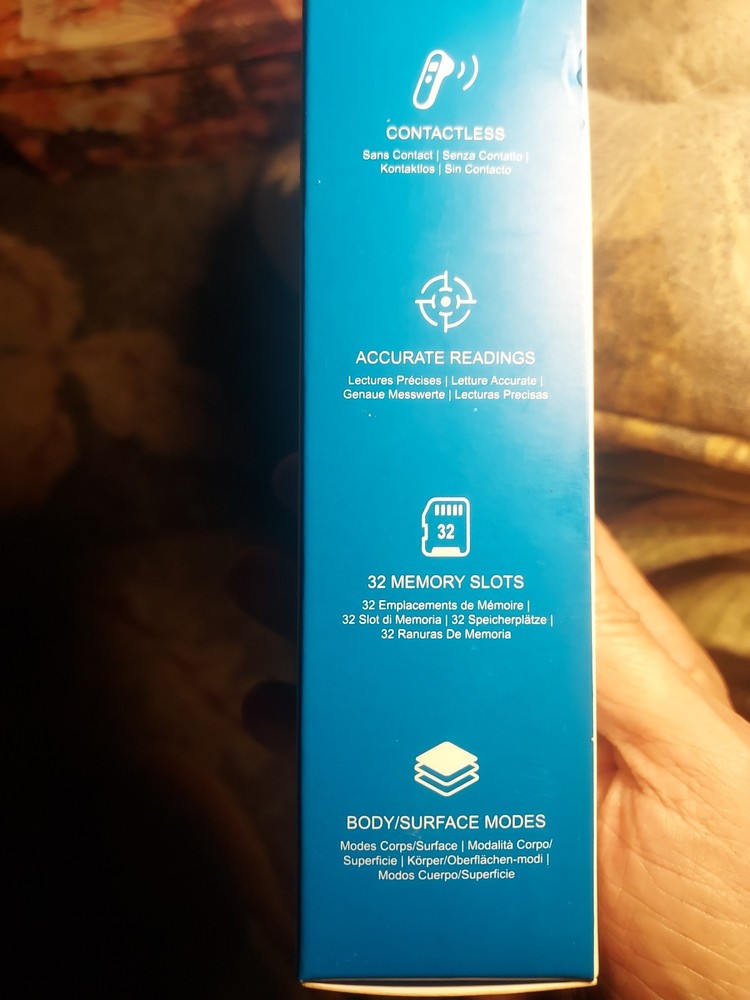 CONTACTLESS
Sans Contact | Senza Contatto |
Kontaktlos | Sin Contacto
ACCURATE READINGS
Lectures Précises | Letture Accurate |
Genaue Messwerte | Lecturas Precisas
32
32 MEMORY SLOTS
32 Emplacements de Mémoire |
32 Slot di Memoria | 32 Speicherplätze |
32 Ranuras De Memoria
BODY/SURFACE MODES
Modes Corps/Surface | Modalità Corpo/
Superficie | Körper/Oberflächen-modi |
Modos Cuerpo/Superficie